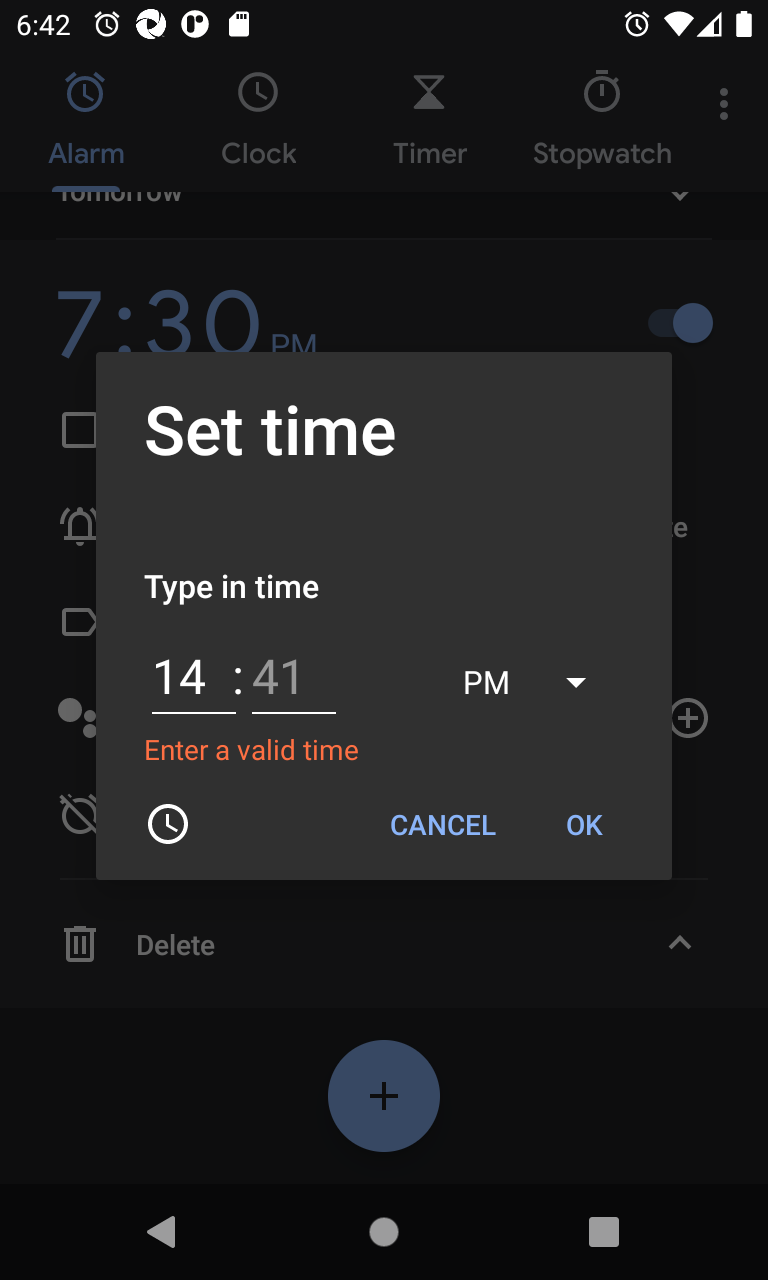 6:42
Alarm Clock Timer Stopwatch
Tomorrow
7:30 PM
Set time
Type in time
14 : 41 PM
Enter a valid time
CANCEL OK
Delete